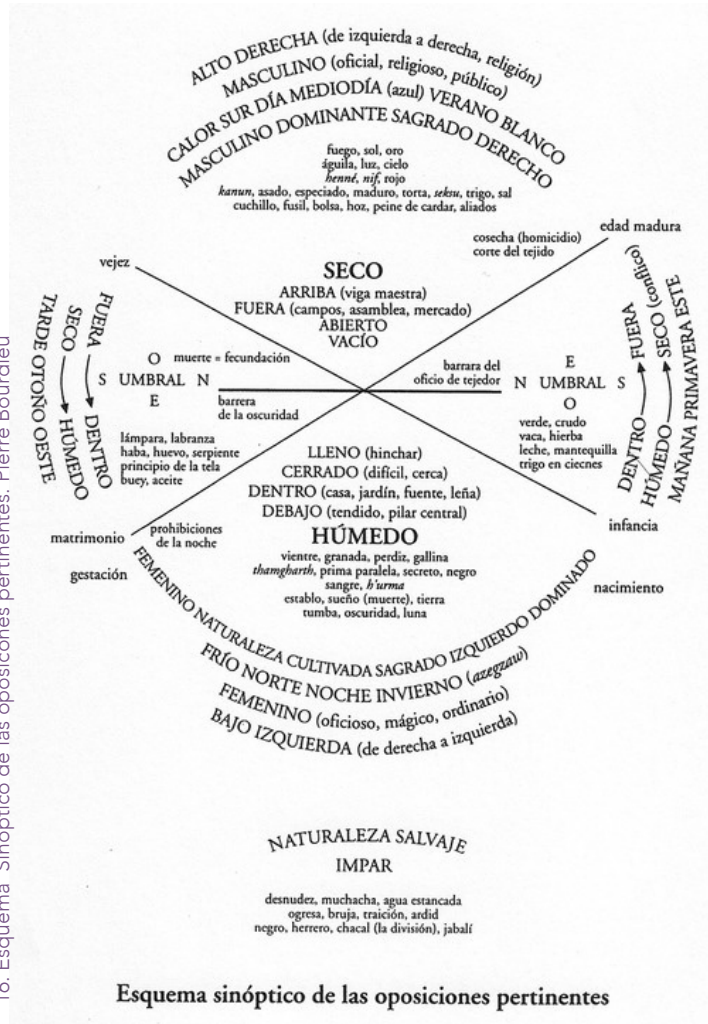 ALTO DERECHA (de izquierda a derecha, religión)
MASCULINO (oficial, religioso, público)
CALOR SUR DÍA MEDIODÍA (azul) VERANO BLANCO
MASCULINO DOMINANTE SAGRADO DERECHO
fuego, sol, oro
águila, luz, cielo
henné, nif, rojo
kanun, asado, especiado, maduro, torta, seksu, trigo, sal
cuchillo, fusil, bolsa, hoz, peine de cardar, aliados
vejez
cosecha (homicidio)
corte del tejido
edad madura
SECO
ARRIBA (viga maestra)
FUERA (campos, asamblea, mercado)
ABIERTO
VACÍO
TARDE OTOÑO OESTE
SECO HÚMEDO
FUERA DENTRO
O
S UMBRAL N
E
muerte = fecundación
barrera
de la oscuridad
lámpara, labranza
haba, huevo, serpiente
principio de la tela
buey, aceite
barrara del
oficio de tejedor
E
N UMBRAL S
O
verde, crudo
vaca, hierba
leche, mantequilla
trigo en ciecnes
DENTRO FUERA
HÚMEDO SECO (conflico)
MAÑANA PRIMAVERA ESTE
LLENO (hinchar)
CERRADO (difícil, cerca)
DENTRO (casa, jardín, fuente, leña)
DEBAJO (tendido, pilar central)
HÚMEDO
vientre, granada, perdiz, gallina
thamgharth, prima paralela, secreto, negro
sangre, h'urma
establo, sueño (muerte), tierra
tumba, oscuridad, luna
matrimonio
prohibiciones
de la noche
gestación
infancia
nacimiento
FEMENINO NATURALEZA CULTIVADA SAGRADO IZQUIERDO DOMINADO
FRÍO NORTE NOCHE INVIERNO (azegzaw)
FEMENINO (oficioso, mágico, ordinario)
BAJO IZQUIERDA (de derecha a izquierda)
NATURALEZA SALVAJE
IMPAR
desnudez, muchacha, agua estancada
ogresa, bruja, traición, ardid
negro, herrero, chacal (la división), jabalí
Esquema sinóptico de las oposiciones pertinentes
Esquema Sinóptico de las oposicones pertinentes. Pierre Bourdieu